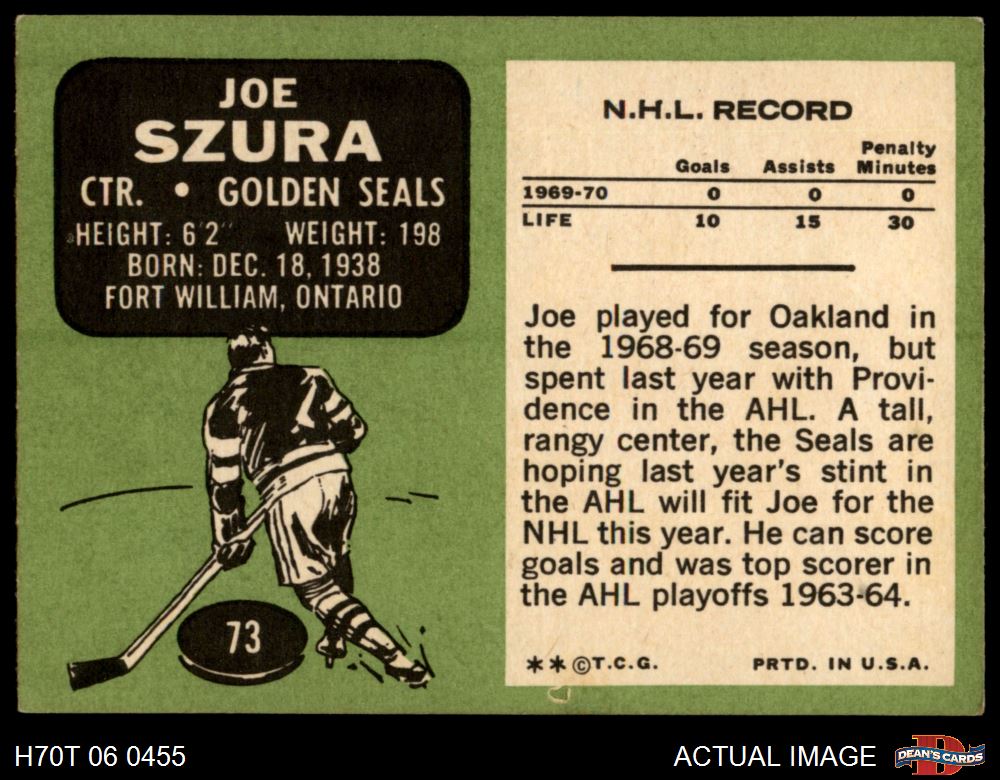 JOE
SZURA
CTR. • GOLDEN SEALS
HEIGHT: 6'2" WEIGHT: 198
BORN: DEC. 18, 1938
FORT WILLIAM, ONTARIO
73
N.H.L. RECORD
Goals Assists Penalty Minutes
1969-70 0 0 0
LIFE 10 15 30
Joe played for Oakland in
the 1968-69 season, but
spent last year with Provi-
dence in the AHL. A tall,
rangy center, the Seals are
hoping last year's stint in
the AHL will fit Joe for the
NHL this year. He can score
goals and was top scorer in
the AHL playoffs 1963-64.
**©T.C.G. PRTD. IN U.S.A.
H70T 06 0455
ACTUAL IMAGE
D
DEAN'S CARDS